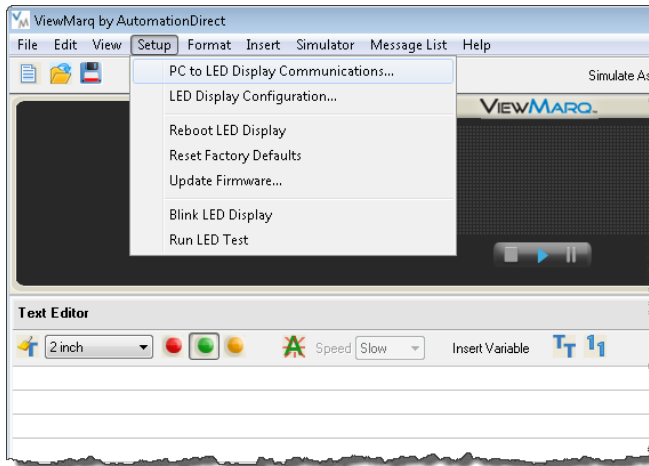 ViewMarq by AutomationDirect
File Edit View Setup Format Insert Simulator Message List Help
PC to LED Display Communications...
Simulate As
LED Display Configuration...
VIEWMARQ
Reboot LED Display
Reset Factory Defaults
Update Firmware...
Blink LED Display
Run LED Test
Text Editor
2 inch A Speed Slow Insert Variable TT 11